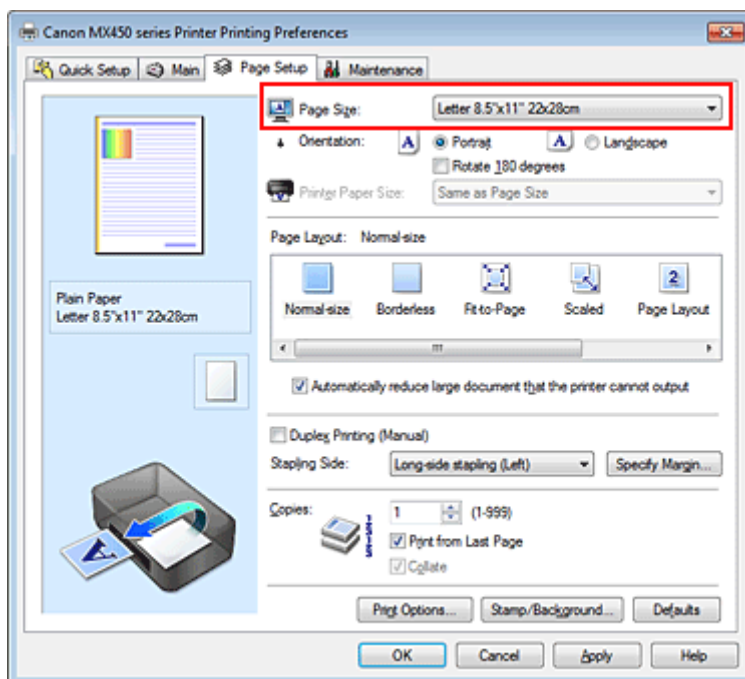 Canon MX450 series Printer Printing Preferences
Quick Setup Main Page Setup Maintenance
Page Size: Letter 8.5"x11" 22x28cm
Orientation: A Portrait A Landscape
Rotate 180 degrees
Printer Paper Size: Same as Page Size
Page Layout: Normal-size
2
Normal-size Borderless Fit-to-Page Scaled Page Layout
Plain Paper
Letter 8.5"x11" 22x28cm
Automatically reduce large document that the printer cannot output
Duplex Printing (Manual)
Stapling Side: Long-side stapling (Left) Specify Margin...
Copies: 1 (1-999)
Print from Last Page
Collate
A
Print Options... Stamp/Background... Defaults
OK Cancel Apply Help